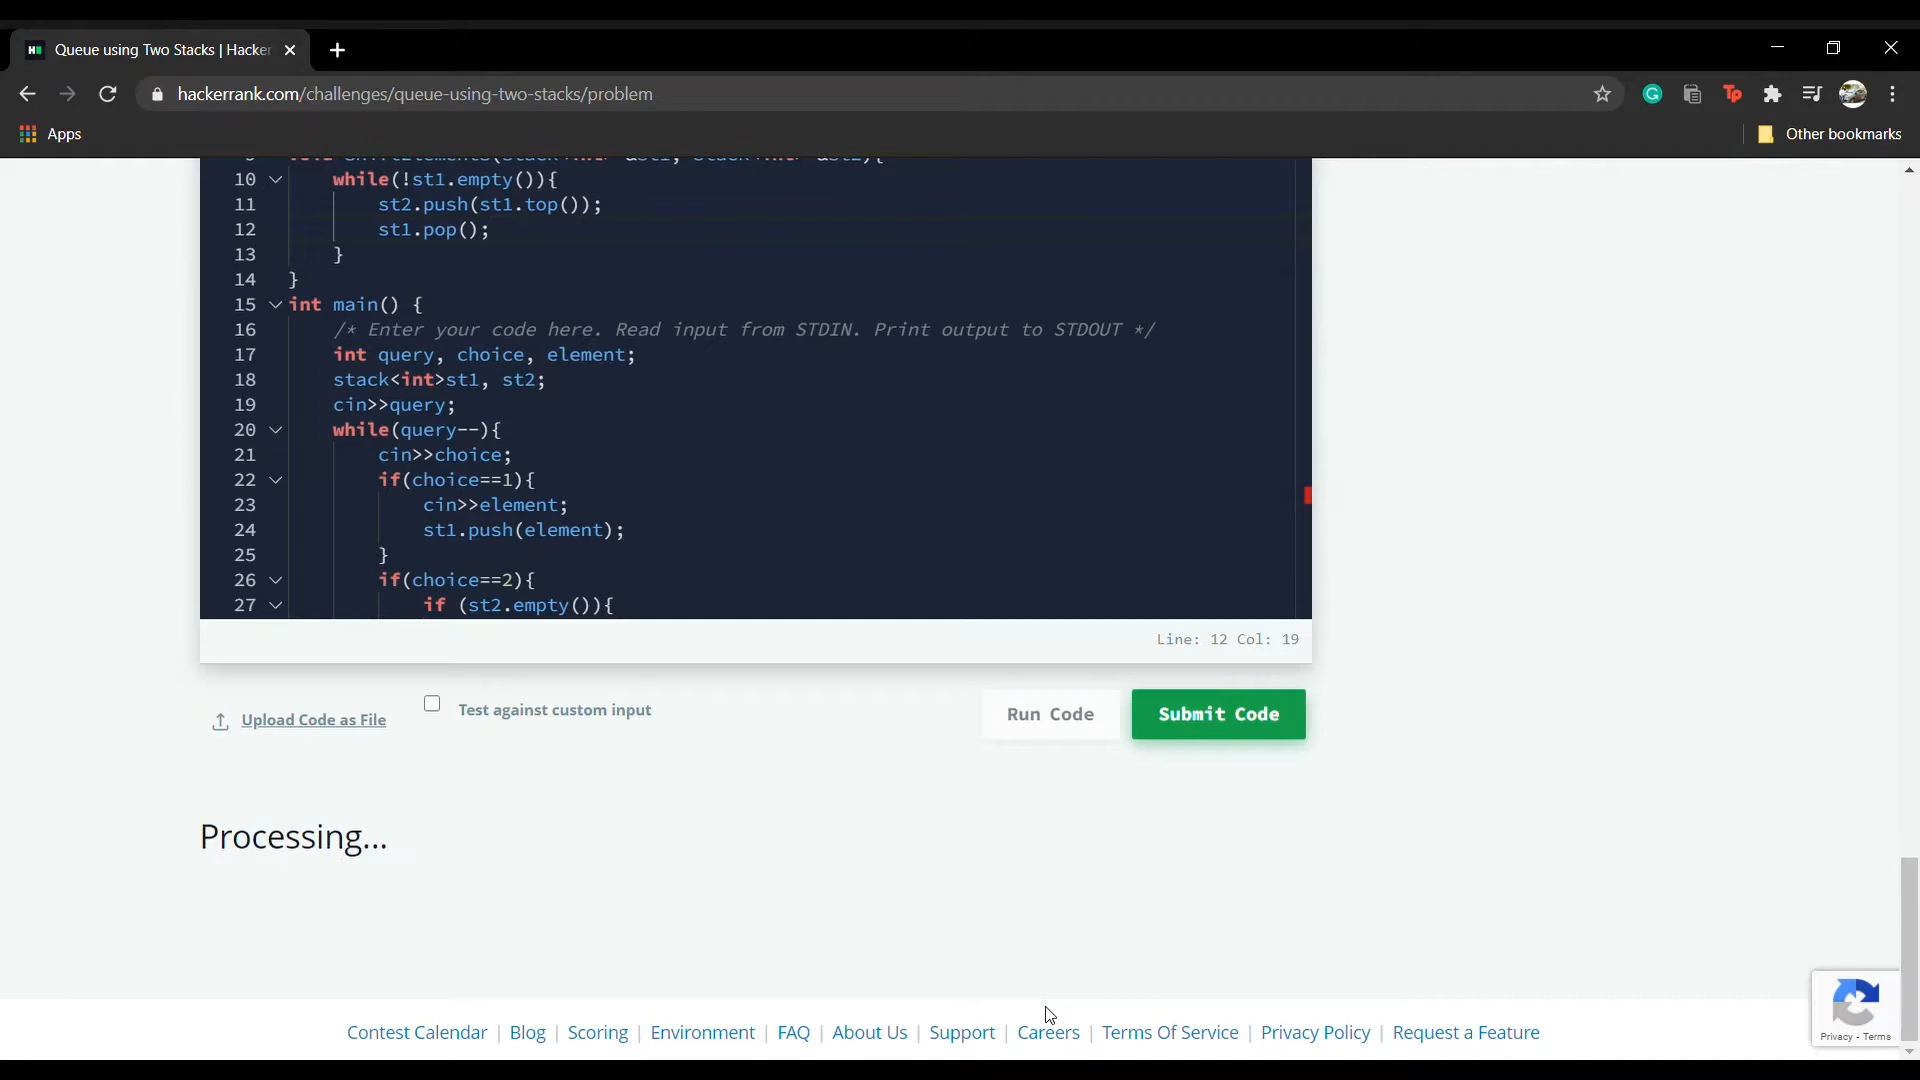 Queue using Two Stacks | Hacker
hackerrank.com/challenges/queue-using-two-stacks/problem
Apps
Other bookmarks
10 while(!st1.empty()){
11 st2.push(st1.top());
12 st1.pop();
13 }
14 }
15 int main() {
16 /* Enter your code here. Read input from STDIN. Print output to STDOUT */
17 int query, choice, element;
18 stack<int>st1, st2;
19 cin>>query;
20 while(query--){
21 cin>>choice;
22 if(choice==1){
23 cin>>element;
24 st1.push(element);
25 }
26 if(choice==2){
27 if (st2.empty()){
Line: 12 Col: 19
Upload Code as File
Test against custom input
Run Code
Submit Code
Processing...
Privacy - Terms
Contest Calendar | Blog | Scoring | Environment | FAQ | About Us | Support | Careers | Terms Of Service | Privacy Policy | Request a Feature